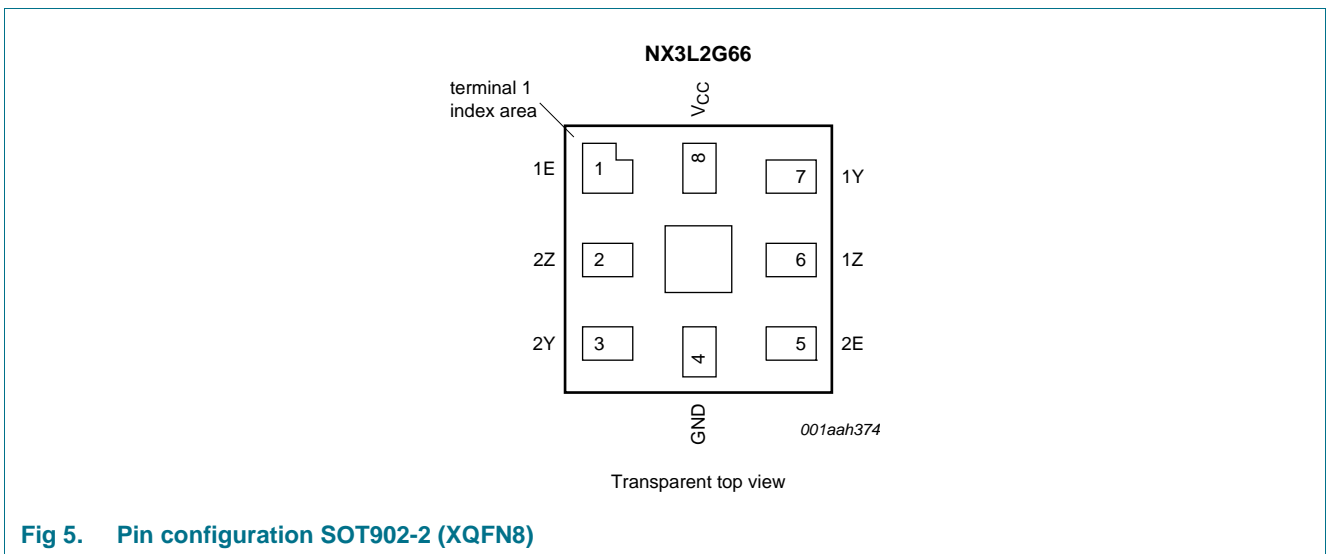 NX3L2G66
terminal 1
index area
VCC
1E 1 8 7 1Y
2Z 2 6 1Z
2Y 3 4 5 2E
GND
001aah374
Transparent top view
Fig 5. Pin configuration SOT902-2 (XQFN8)